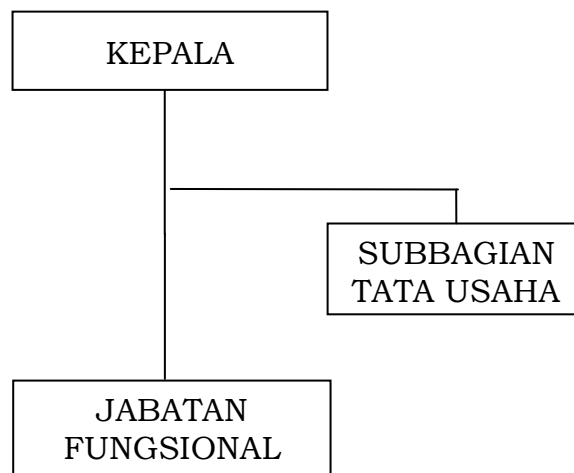 KEPALA
SUBBAGIAN
TATA USAHA
JABATAN
FUNGSIONAL